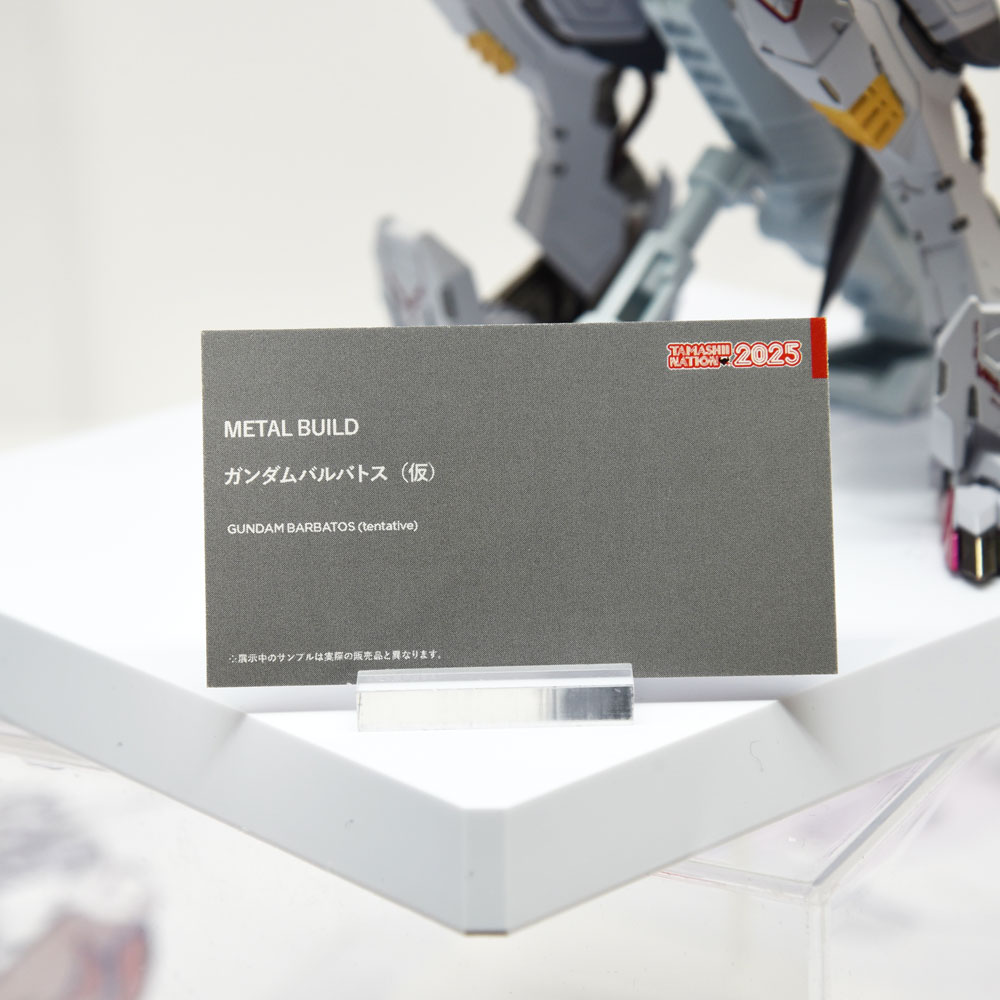 TAMASHII
NATION 2025
METAL BUILD
ガンダムバルバトス（仮）
GUNDAM BARBATOS (tentative)
※展示中のサンプルは実際の販売品と異なります。